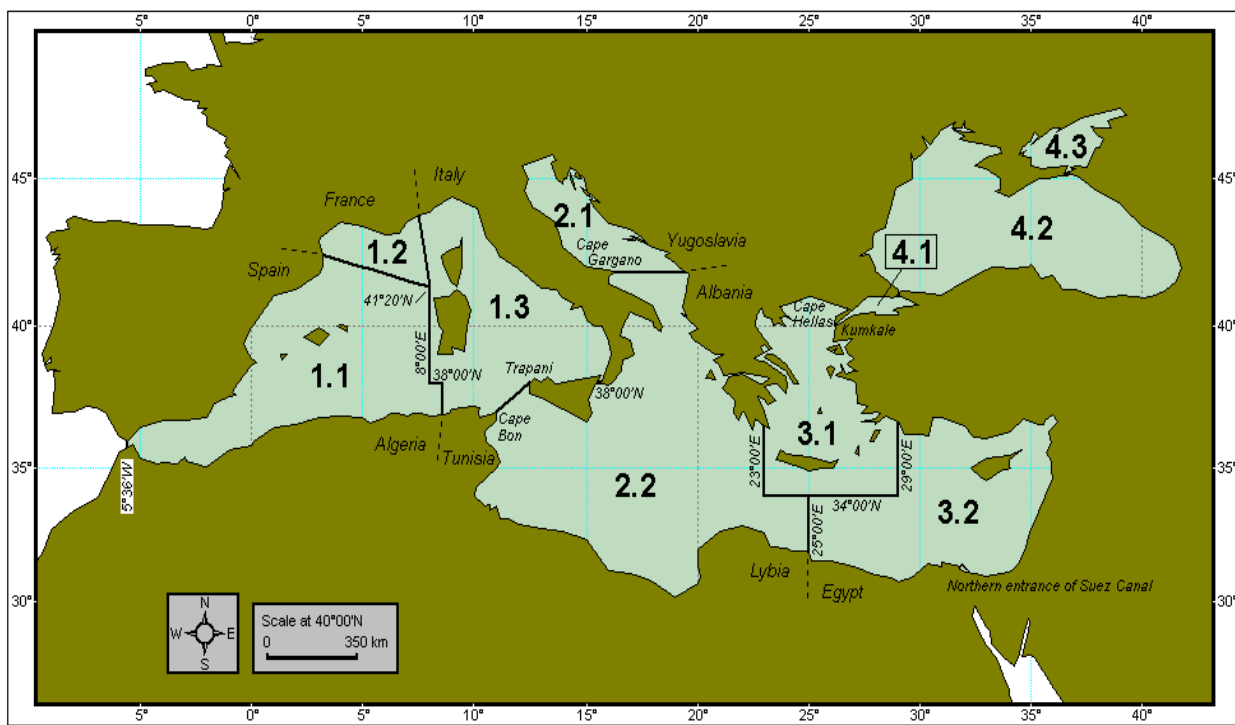 5° 0° 5° 10° 15° 20° 25° 30° 35° 40°
45° 45°
40° 40°
35° 35°
30° 30°
4.3
Italy
France
2.1
4.2
1.2
Cape
Gargano
Yugoslavia
4.1
Spain
41°20'N
Albania
1.3
Cape
Hellas
Kumkale
8°00'E
1.1
38°00'N
Trapani
38°00'N
Cape
Bon
3.1
Algeria
Tunisia
23°00'E
29°00'E
5°36'W
2.2
34°00'N
3.2
25°00'E
Lybia
Egypt
Northern entrance of Suez Canal
N
W E
S
Scale at 40°00'N
0 350 km
5° 0° 5° 10° 15° 20° 25° 30° 35° 40°